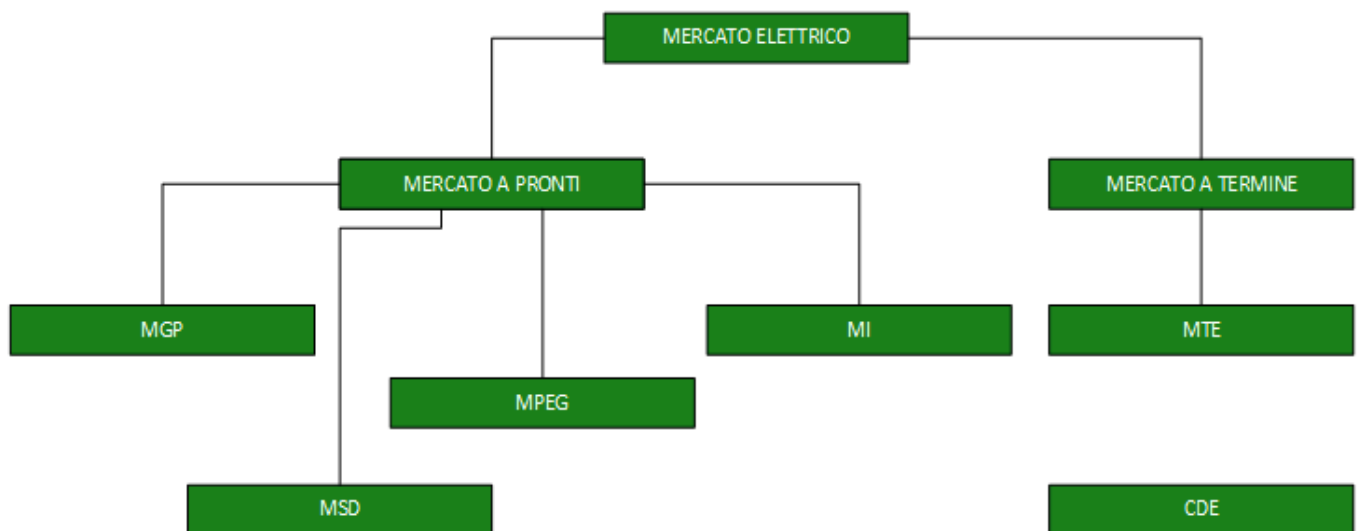 MERCATO ELETTRICO
MERCATO A PRONTI
MERCATO A TERMINE
MGP
MI
MTE
MPEG
MSD
CDE